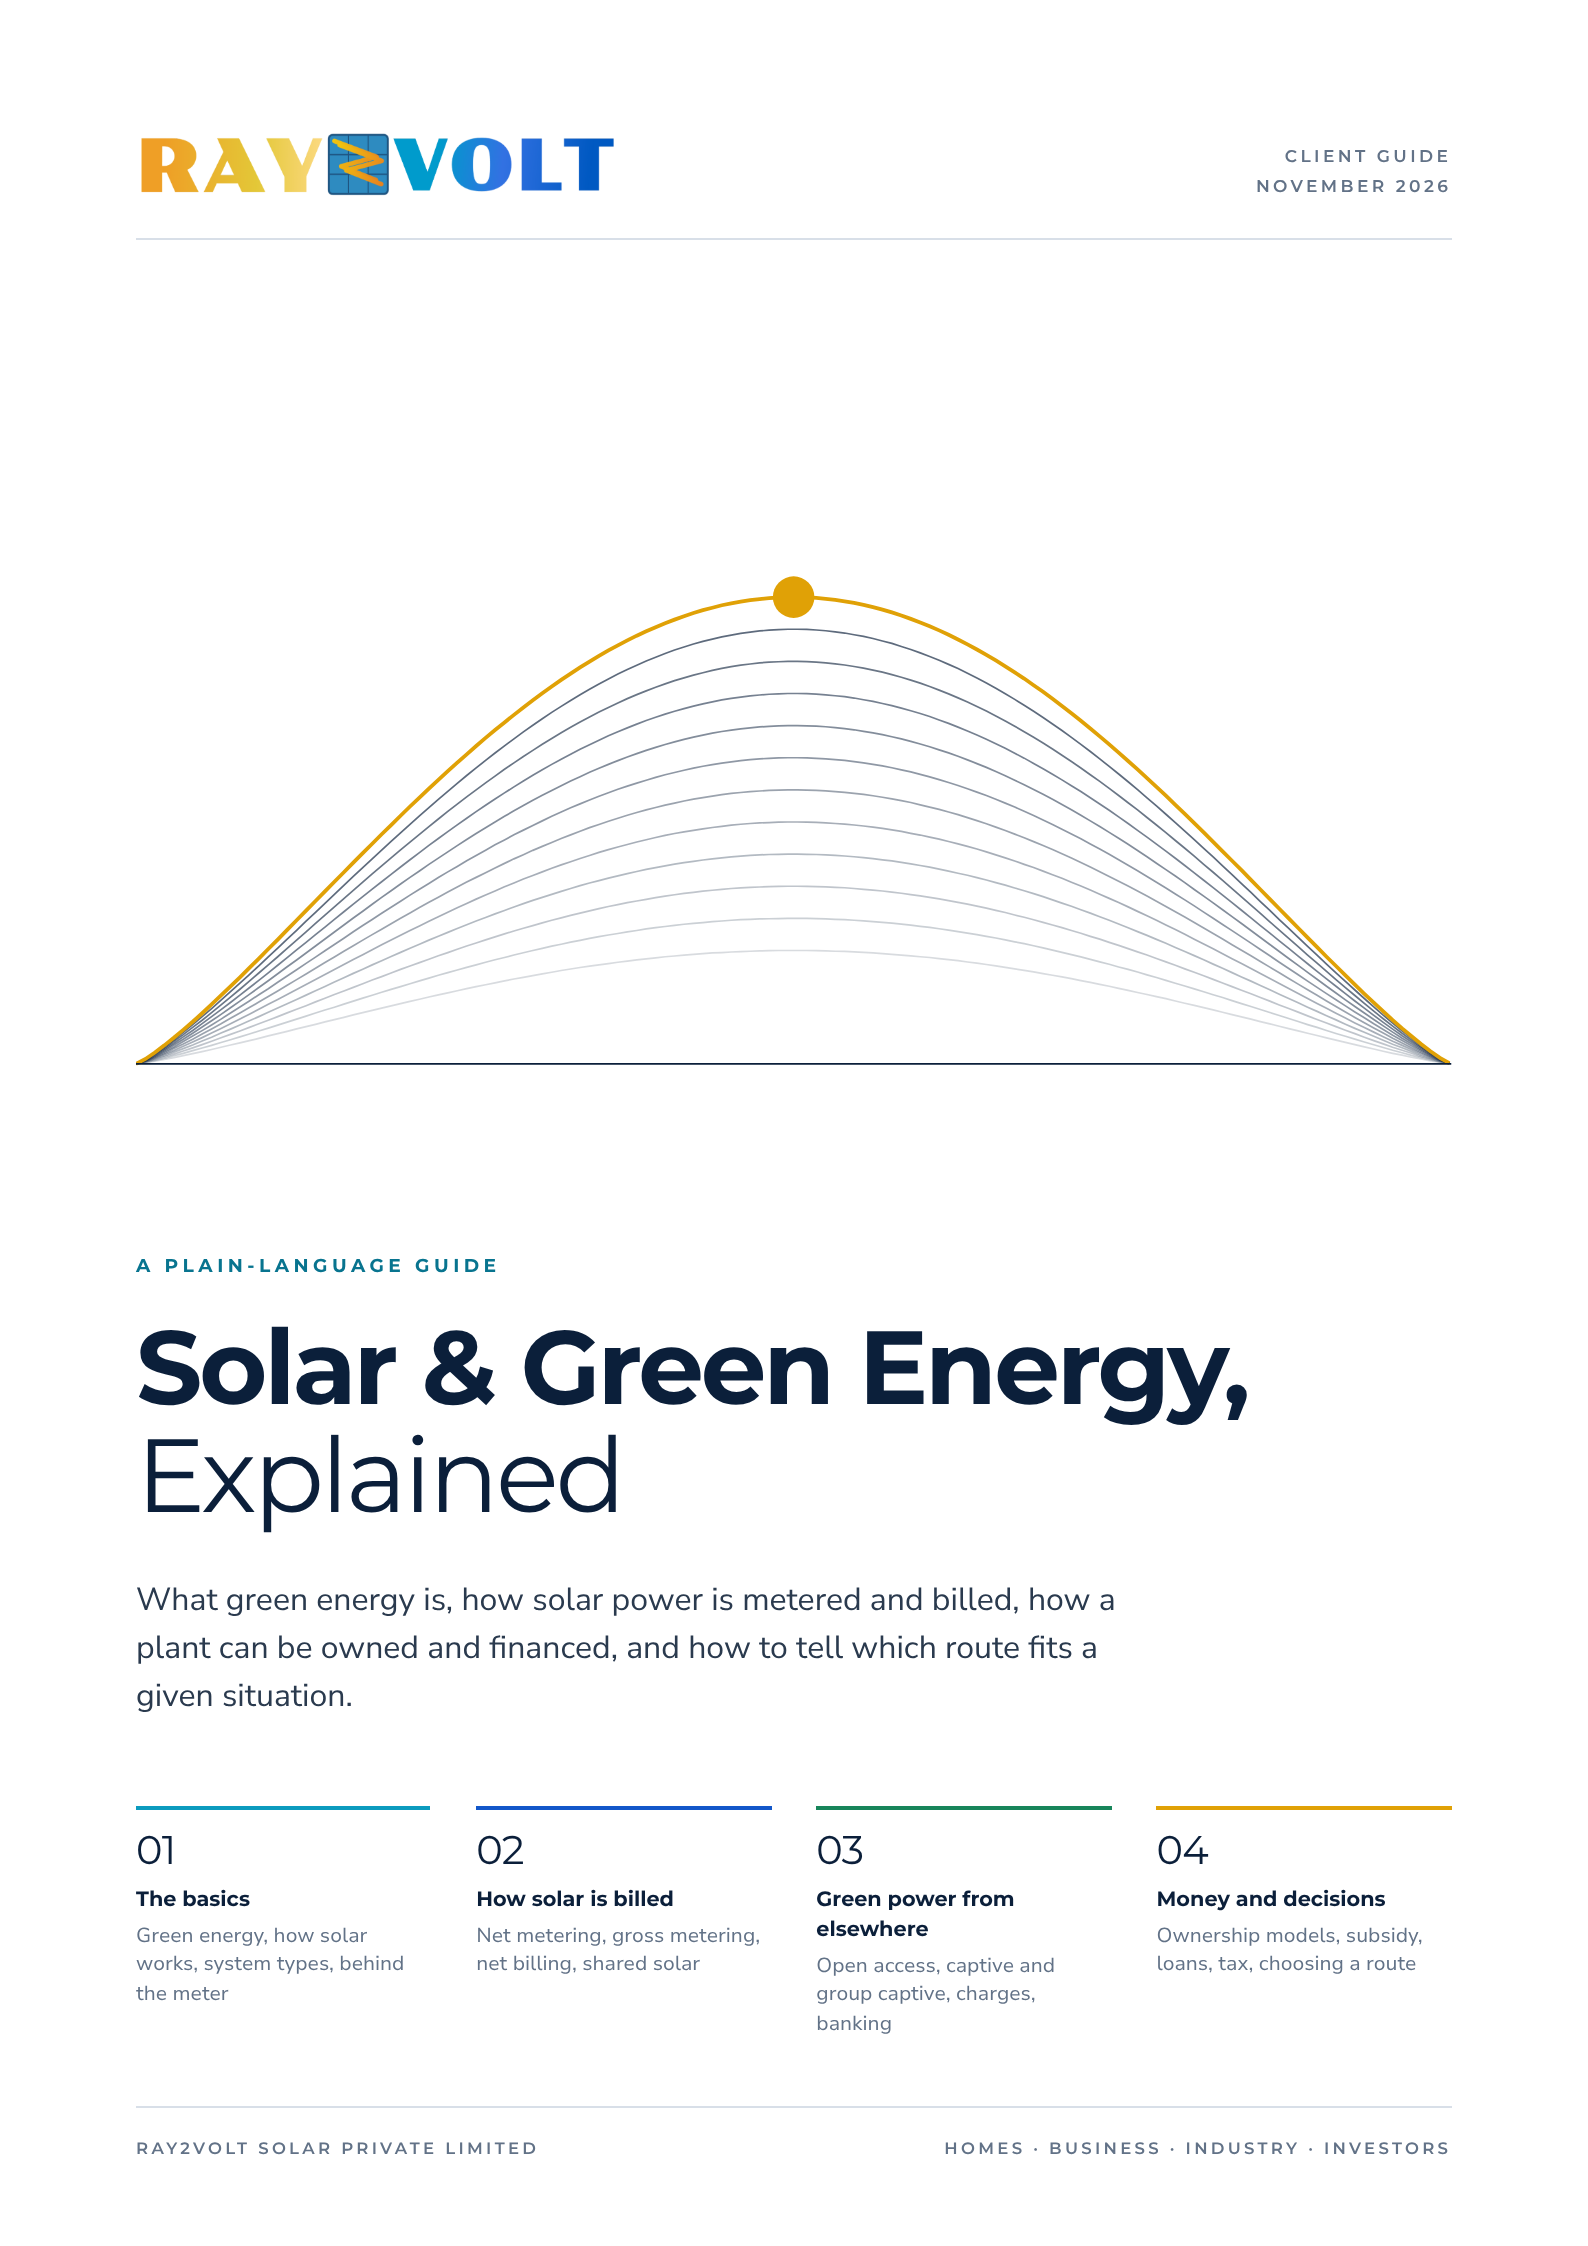 RAY2VOLT
CLIENT GUIDE
NOVEMBER 2026
A PLAIN-LANGUAGE GUIDE
Solar & Green Energy,
Explained
What green energy is, how solar power is metered and billed, how a
plant can be owned and financed, and how to tell which route fits a
given situation.
01
The basics
Green energy, how solar
works, system types, behind
the meter
02
How solar is billed
Net metering, gross metering,
net billing, shared solar
03
Green power from
elsewhere
Open access, captive and
group captive, charges,
banking
04
Money and decisions
Ownership models, subsidy,
loans, tax, choosing a route
RAY2VOLT SOLAR PRIVATE LIMITED
HOMES · BUSINESS · INDUSTRY · INVESTORS